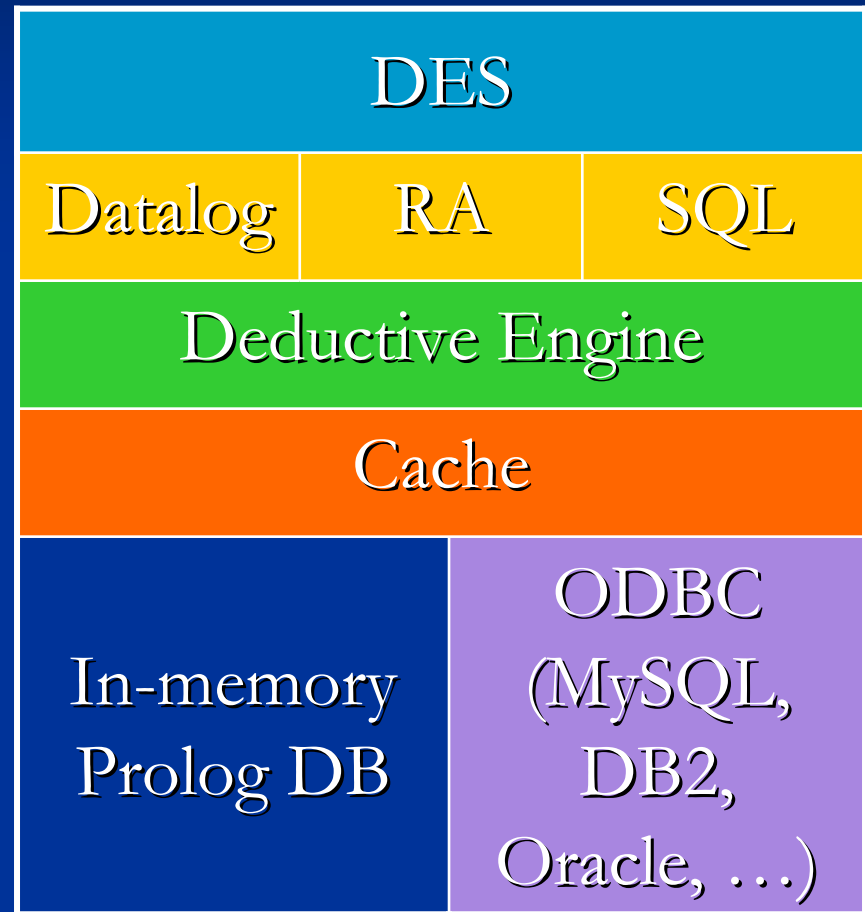 DES
Datalog
RA
SQL
Deductive Engine
Cache
In-memory
Prolog DB
ODBC
(MySQL,
DB2,
Oracle, …)